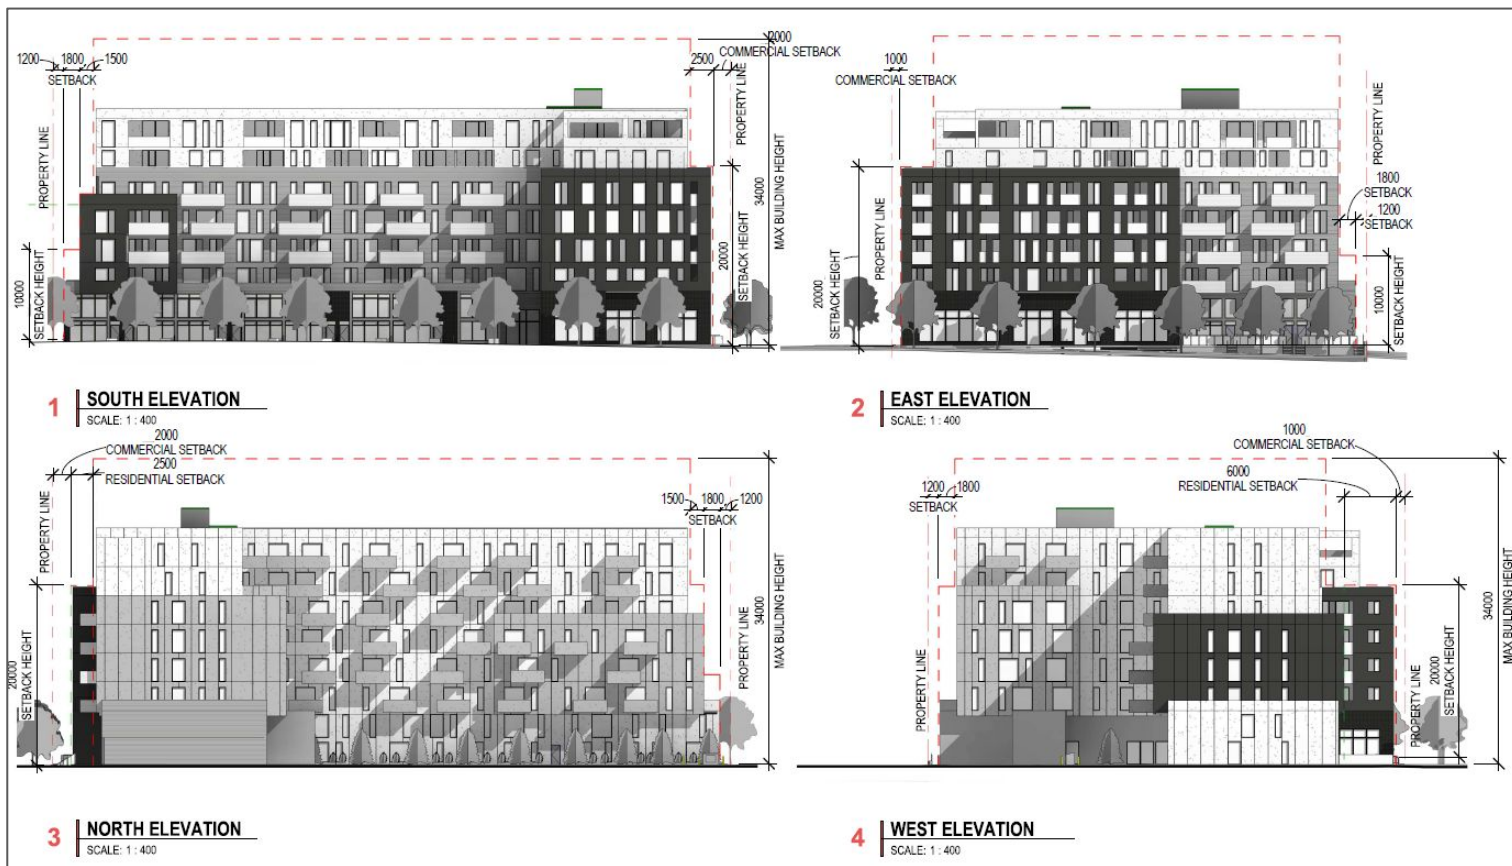 2000
COMMERCIAL SETBACK
1200
1800
1500
SETBACK
2500
PROPERTY LINE
PROPERTY LINE
10000
SETBACK HEIGHT
20000
SETBACK HEIGHT
34000
MAX BUILDING HEIGHT
1 SOUTH ELEVATION
SCALE: 1 : 400
1000
COMMERCIAL SETBACK
20000
SETBACK HEIGHT
PROPERTY LINE
PROPERTY LINE
1800
SETBACK
1200
SETBACK
10000
SETBACK HEIGHT
2 EAST ELEVATION
SCALE: 1 : 400
2000
COMMERCIAL SETBACK
2500
RESIDENTIAL SETBACK
PROPERTY LINE
20000
SETBACK HEIGHT
1500 1800 1200
SETBACK
PROPERTY LINE
34000
MAX BUILDING HEIGHT
3 NORTH ELEVATION
SCALE: 1 : 400
1000
COMMERCIAL SETBACK
6000
RESIDENTIAL SETBACK
1200
1800
SETBACK
PROPERTY LINE
PROPERTY LINE
20000
SETBACK HEIGHT
34000
MAX BUILDING HEIGHT
4 WEST ELEVATION
SCALE: 1 : 400